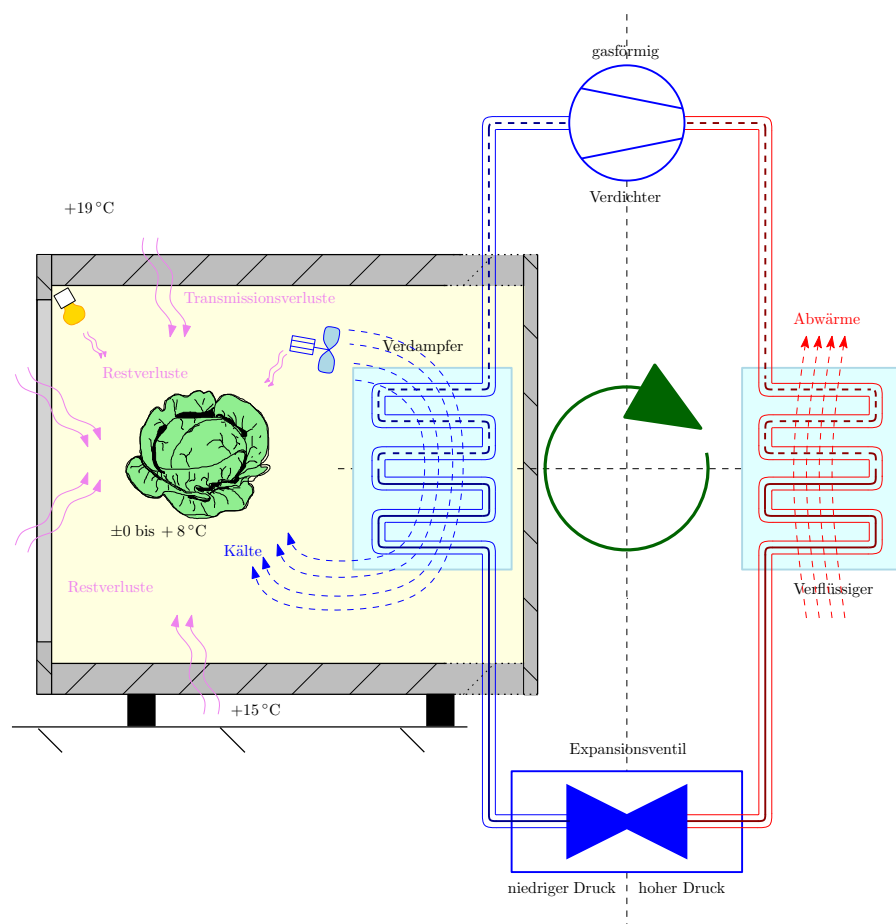 gasförmig
Verdichter
+19 °C
Transmissionsverluste
Abwärme
Verdampfer
Restverluste
±0 bis + 8 °C
Kälte
Restverluste
Verflüssiger
+15 °C
Expansionsventil
niedriger Druck
hoher Druck